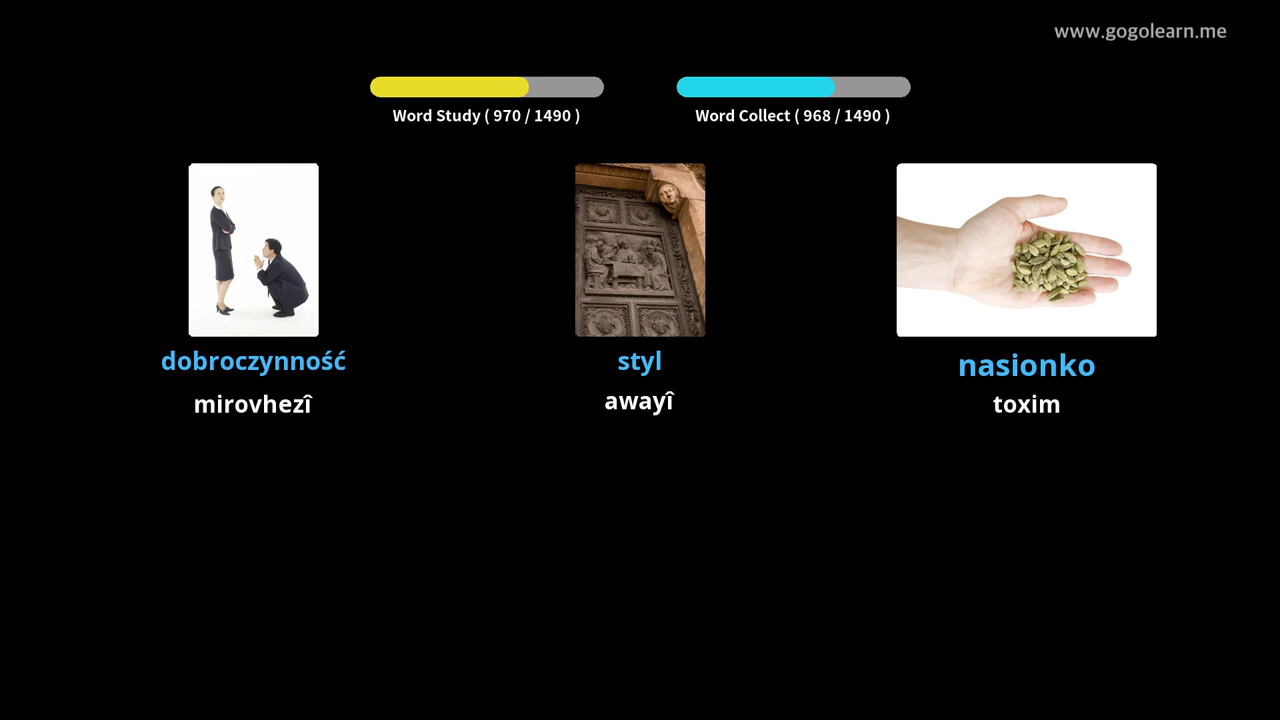 www.gogolearn.me
Word Study ( 970 / 1490 )
Word Collect ( 968 / 1490 )
dobroczynność
mirovhezî
styl
awayî
nasionko
toxim